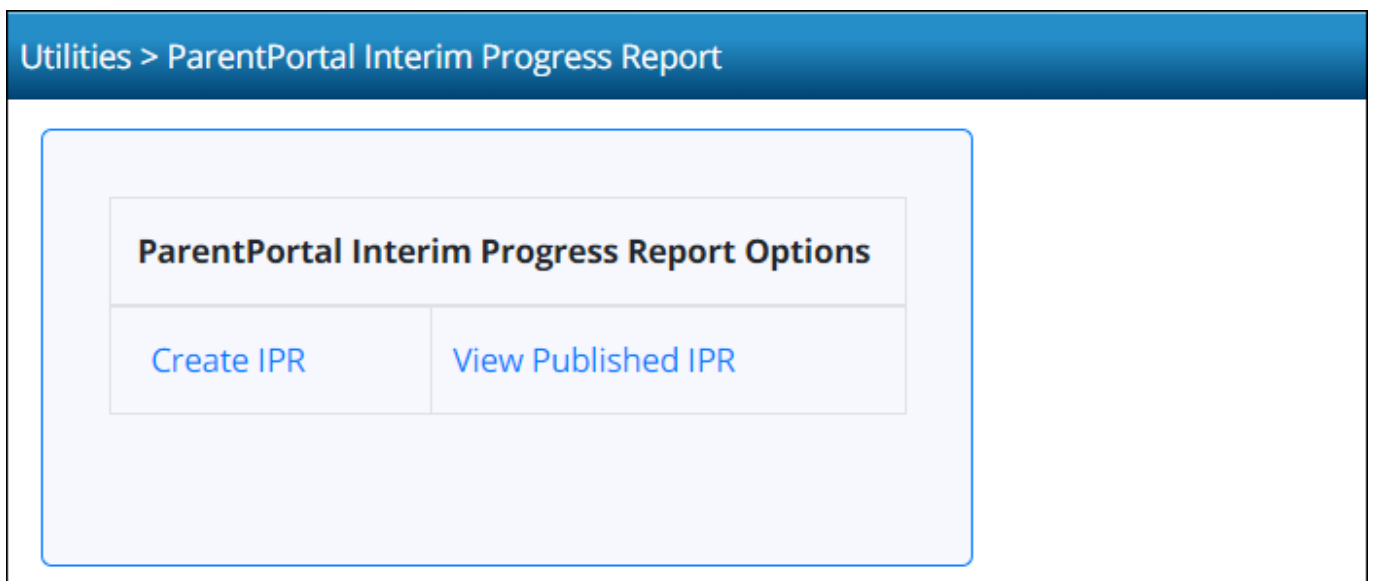 Utilities > ParentPortal Interim Progress Report
ParentPortal Interim Progress Report Options
Create IPR View Published IPR